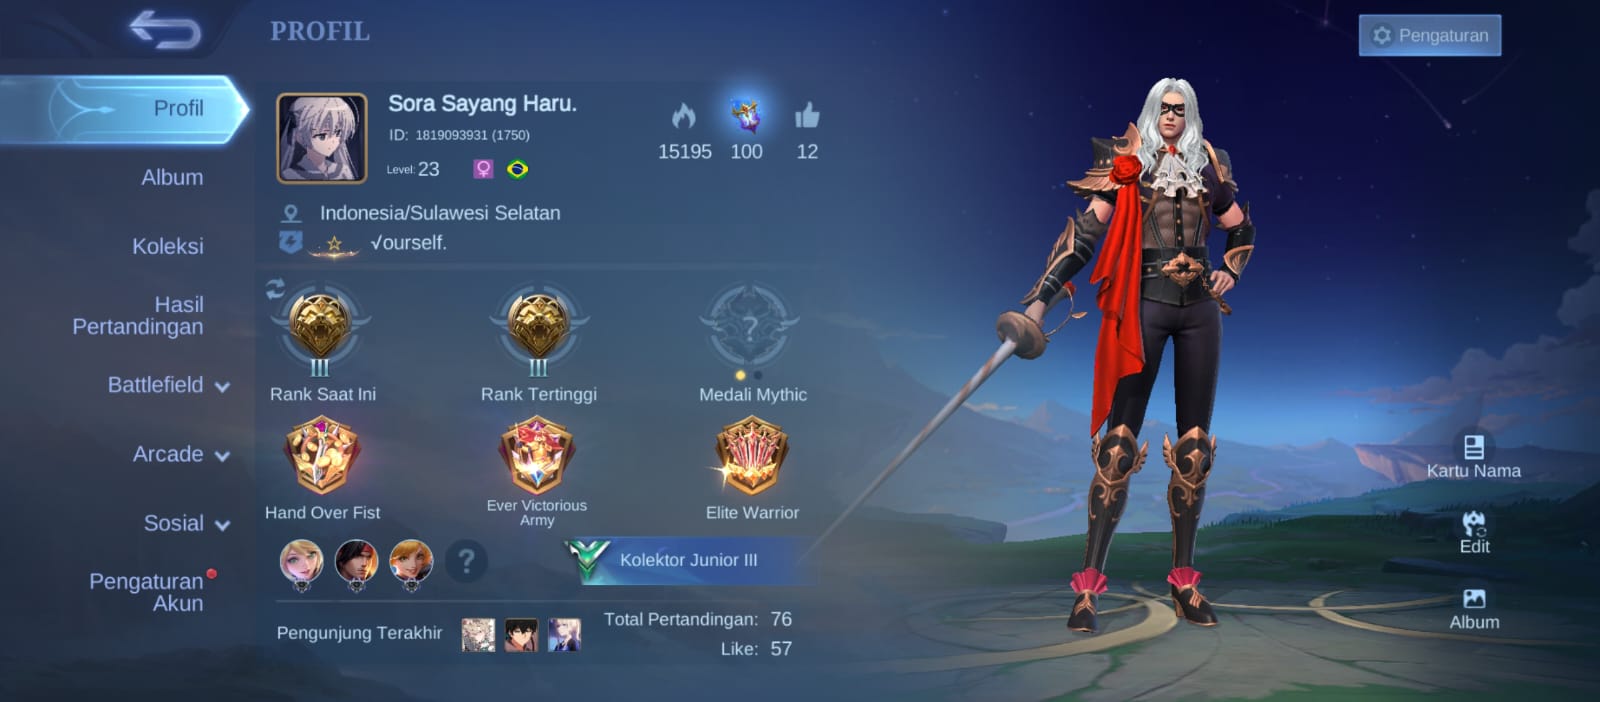 PROFIL
Pengaturan
Profil
Album
Koleksi
Hasil
Pertandingan
Battlefield
Arcade
Sosial
Pengaturan
Akun
Sora Sayang Haru.
ID: 1819093931 (1750)
Level: 23
15195
100
12
Indonesia/Sulawesi Selatan
√ourself.
III
III
?
Rank Saat Ini
Rank Tertinggi
Medali Mythic
Hand Over Fist
Ever Victorious
Army
Elite Warrior
?
Kolektor Junior III
Pengunjung Terakhir
Total Pertandingan: 76
Like: 57
Kartu Nama
Edit
Album